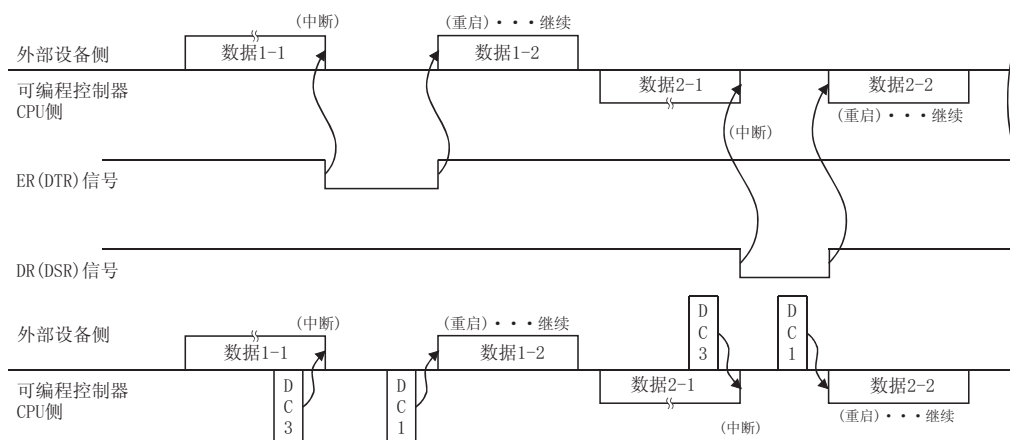 (中断)
(重启)・・・继续
外部设备侧
数据1-1
数据1-2
可编程控制器
CPU侧
数据2-1
数据2-2
(中断)
(重启)・・・继续
ER(DTR)信号
DR(DSR)信号
外部设备侧
(中断)
(重启)・・・继续
DC3
DC1
数据1-1
数据1-2
可编程控制器
CPU侧
DC3
DC1
数据2-1
数据2-2
(中断)
(重启)・・・继续